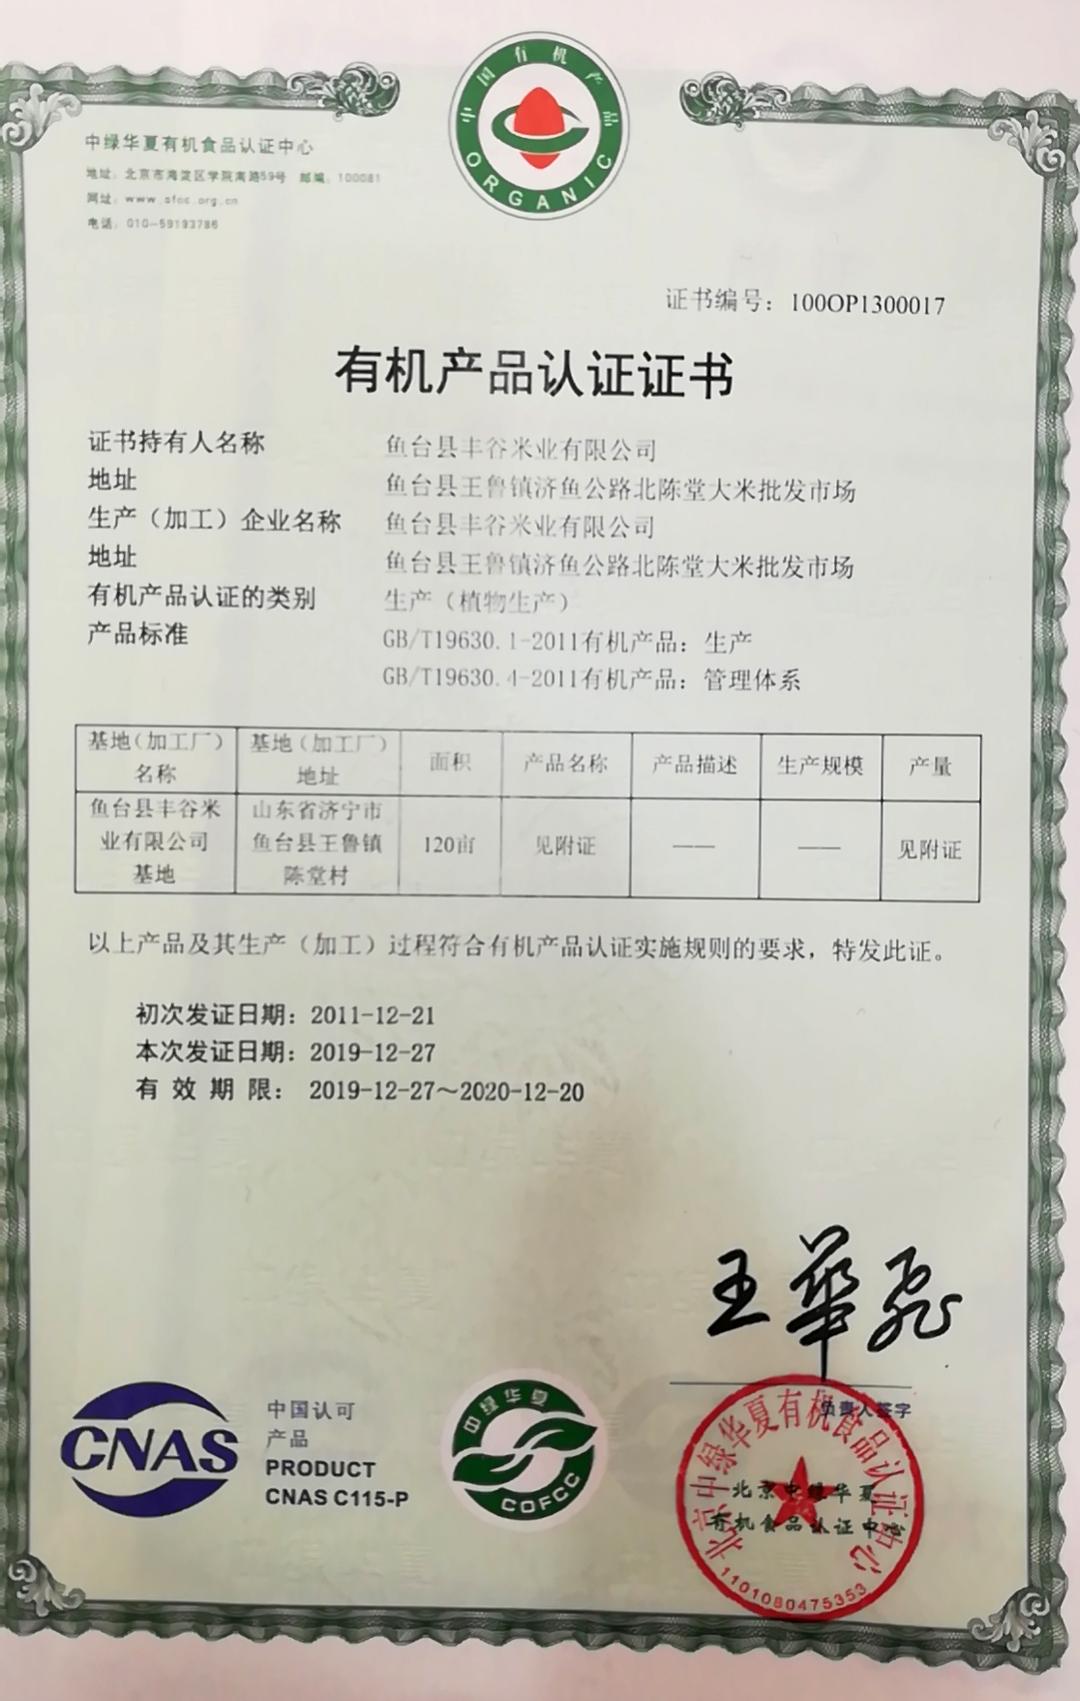 中国有机产品
ORGANIC
中绿华夏有机食品认证中心
地址：北京市海淀区学院南路59号 邮编：100081
网址：www.ofcc.org.cn
电话：010-59193786
证书编号：100OP1300017
有机产品认证证书
证书持有人名称 鱼台县丰谷米业有限公司
地址 鱼台县王鲁镇济鱼公路北陈堂大米批发市场
生产（加工）企业名称 鱼台县丰谷米业有限公司
地址 鱼台县王鲁镇济鱼公路北陈堂大米批发市场
有机产品认证的类别 生产（植物生产）
产品标准 GB/T19630.1-2011有机产品：生产
GB/T19630.4-2011有机产品：管理体系
基地（加工厂）名称 基地（加工厂）地址 面积 产品名称 产品描述 生产规模 产量
鱼台县丰谷米业有限公司基地 山东省济宁市鱼台县王鲁镇陈堂村 120亩 见附证 —— —— 见附证
以上产品及其生产（加工）过程符合有机产品认证实施规则的要求，特发此证。
初次发证日期：2011-12-21
本次发证日期：2019-12-27
有效期限：2019-12-27～2020-12-20
王華飞
负责人签字
CNAS
中国认可
产品
PRODUCT
CNAS C115-P
中绿华夏
COFCC
北京中绿华夏有机食品认证中心
北京中绿华夏
有机食品认证中心
1101080475353